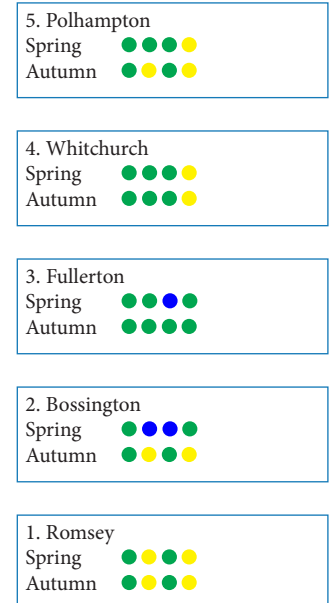 5. Polhampton
Spring
Autumn
4. Whitchurch
Spring
Autumn
3. Fullerton
Spring
Autumn
2. Bossington
Spring
Autumn
1. Romsey
Spring
Autumn